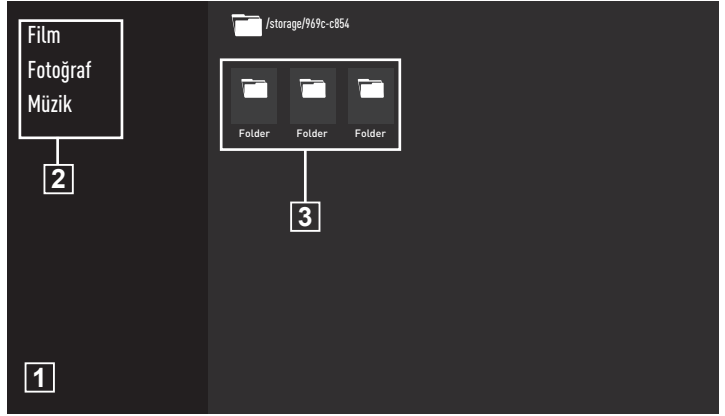 Film
Fotoğraf
Müzik
2
1
/storage/969c-c854
Folder Folder Folder
3